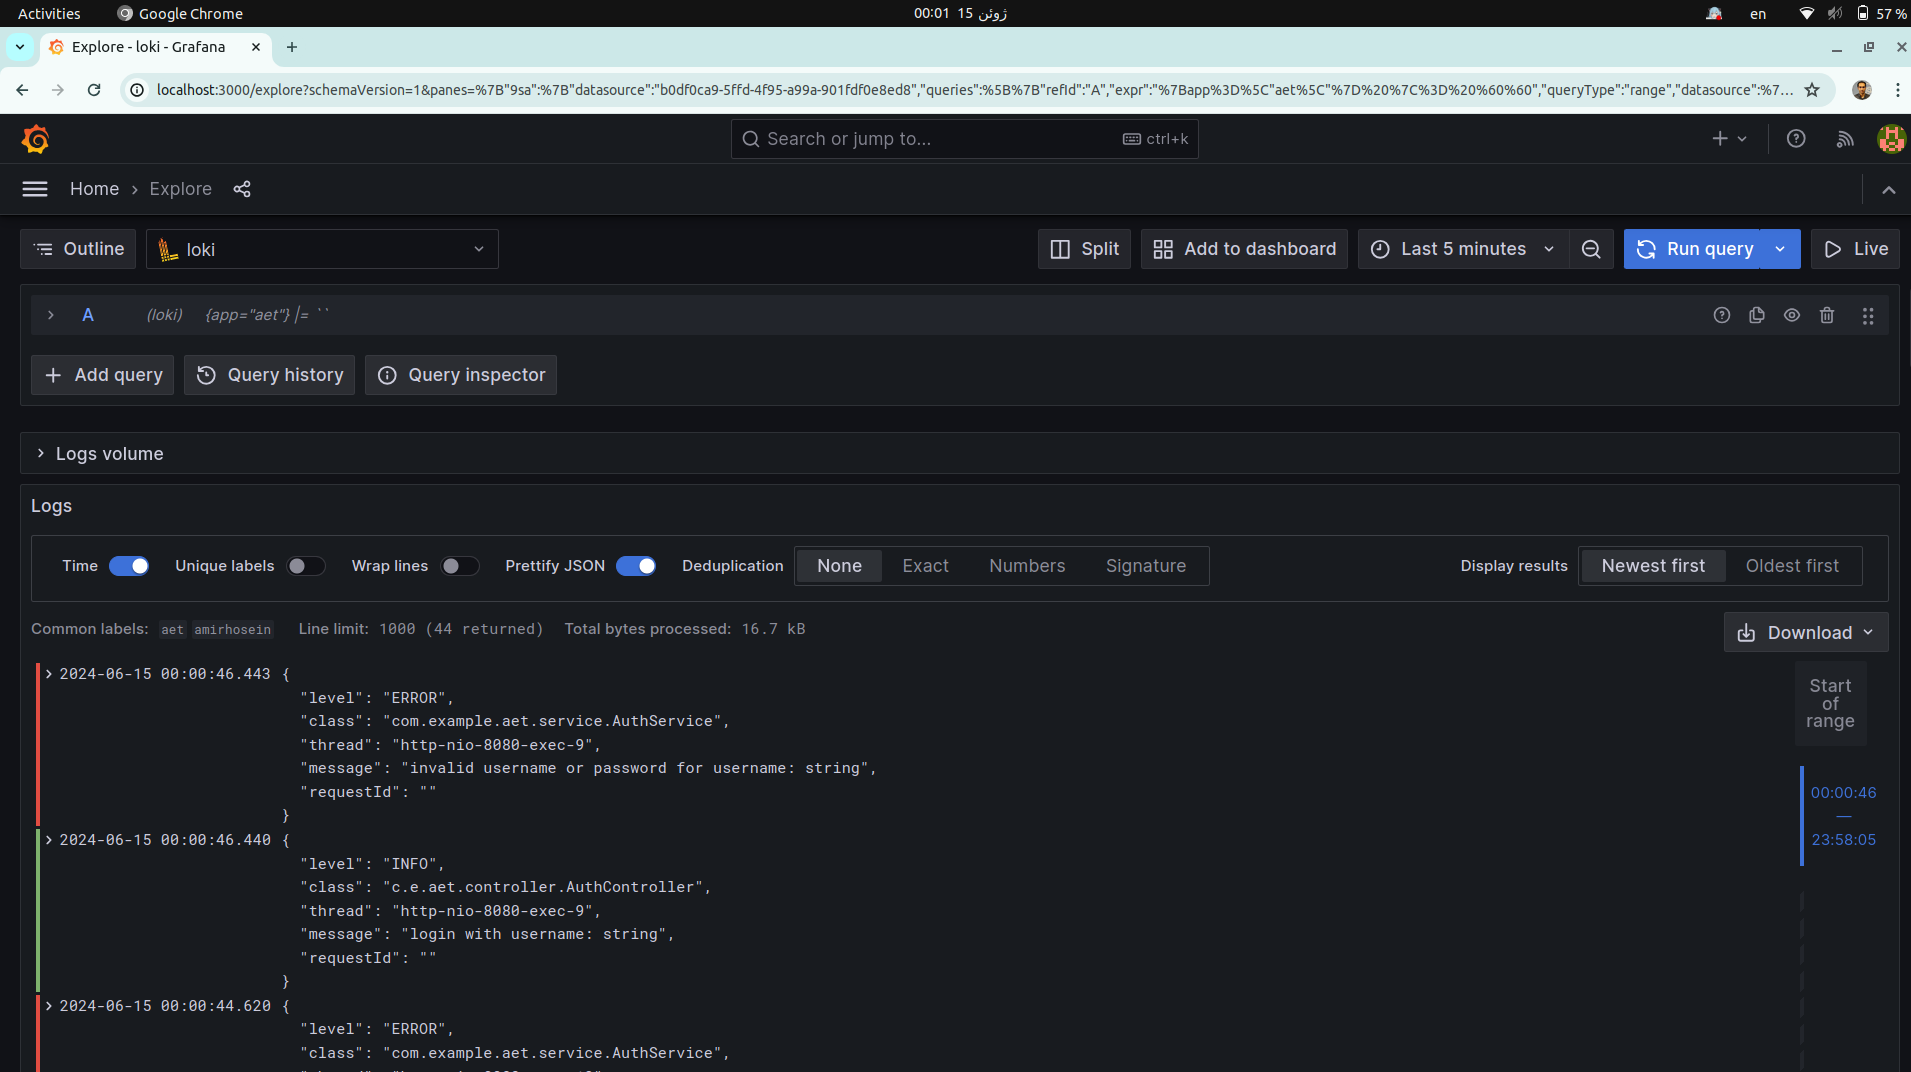 Activities Google Chrome 00:01 15 ژوئن en 57 %
Explore - loki - Grafana
localhost:3000/explore?schemaVersion=1&panes=%7B"9sa":%7B"datasource":"b0df0ca9-5ffd-4f95-a99a-901fdf0e8ed8","queries":%5B%7B"refId":"A","expr":"%7Bapp%3D%5C"aet%5C"%7D%20%7C%3D%20%60%60","queryType":"range","datasource":%7...
Search or jump to... ctrl+k
Home › Explore
Outline loki Split Add to dashboard Last 5 minutes Run query Live
A (loki) {app="aet"} |= ``
Add query Query history Query inspector
Logs volume
Logs
Time Unique labels Wrap lines Prettify JSON Deduplication None Exact Numbers Signature Display results Newest first Oldest first
Common labels: aet amirhosein Line limit: 1000 (44 returned) Total bytes processed: 16.7 kB Download
2024-06-15 00:00:46.443 {
"level": "ERROR",
"class": "com.example.aet.service.AuthService",
"thread": "http-nio-8080-exec-9",
"message": "invalid username or password for username: string",
"requestId": ""
}
2024-06-15 00:00:46.440 {
"level": "INFO",
"class": "c.e.aet.controller.AuthController",
"thread": "http-nio-8080-exec-9",
"message": "login with username: string",
"requestId": ""
}
2024-06-15 00:00:44.620 {
"level": "ERROR",
"class": "com.example.aet.service.AuthService",
Start
of
range
00:00:46
—
23:58:05